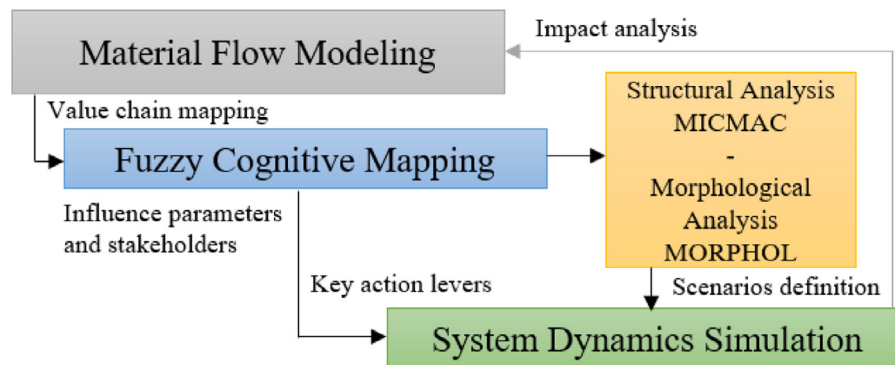 Material Flow Modeling
Impact analysis
Value chain mapping
Fuzzy Cognitive Mapping
Structural Analysis
MICMAC
-
Morphological
Analysis
MORPHOL
Influence parameters
and stakeholders
Key action levers
Scenarios definition
System Dynamics Simulation